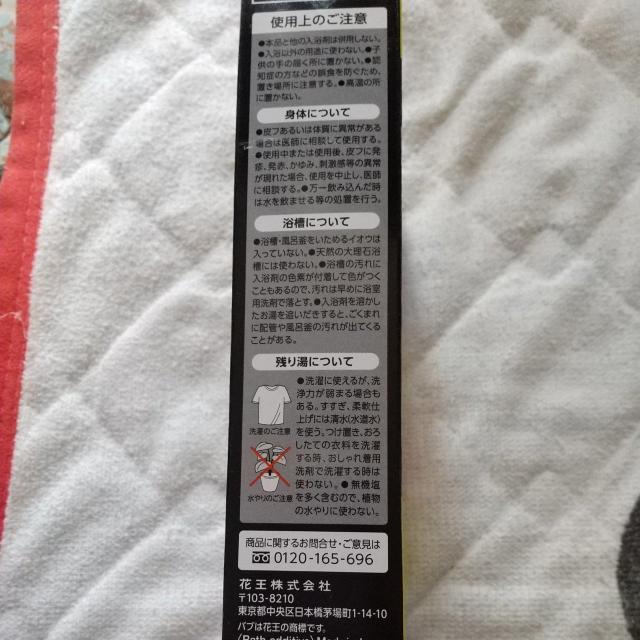 使用上のご注意
●本品と他の入浴剤は併用しない。
●入浴以外の用途に使わない。●子
供の手の届く所に置かない。●認
知症の方などの誤食を防ぐため、
置き場所に注意する。●高温の所
に置かない。
身体について
●皮フあるいは体質に異常がある
場合は医師に相談して使用する。
●使用中または使用後、皮フに発
疹、発赤、かゆみ、刺激感等の異常
が現れた場合、使用を中止し、医師
に相談する。●万一飲み込んだ時
は水を飲ませる等の処置を行う。
浴槽について
●浴槽・風呂釜をいためるイオウは
入っていない。●天然の大理石浴
槽には使わない。●浴槽の汚れに
入浴剤の色素が付着して色がつく
こともあるので、汚れは早めに浴室
用洗剤で落とす。●入浴剤を溶かし
たお湯を追いだきすると、ごくまれ
に配管や風呂釜の汚れが出てくる
ことがある。
残り湯について
●洗濯に使えるが、洗
浄力が弱まる場合も
ある。すすぎ、柔軟仕
上げには清水(水道水)
を使う。つけ置き、おろ
したての衣料を洗濯
する時、おしゃれ着用
洗剤で洗濯する時は
使わない。●無機塩
を多く含むので、植物
の水やりに使わない。
洗濯のご注意
水やりのご注意
商品に関するお問合せ・ご意見は
0120-165-696
花王株式会社
〒103-8210
東京都中央区日本橋茅場町1-14-10
バブは花王の商標です。
(Bath additive) Made in